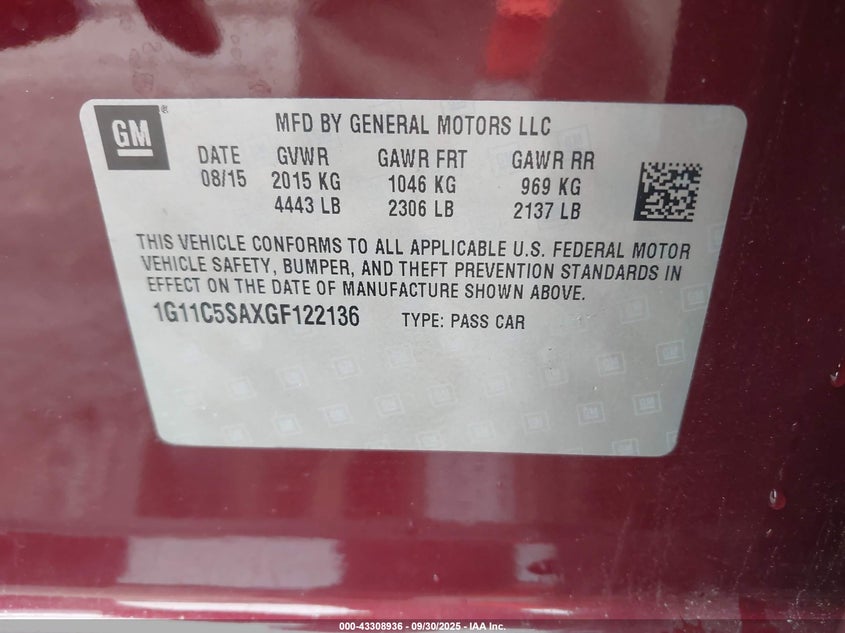 GM
MFD BY GENERAL MOTORS LLC
DATE GVWR GAWR FRT GAWR RR
08/15 2015 KG 1046 KG 969 KG
4443 LB 2306 LB 2137 LB
THIS VEHICLE CONFORMS TO ALL APPLICABLE U.S. FEDERAL MOTOR
VEHICLE SAFETY, BUMPER, AND THEFT PREVENTION STANDARDS IN
EFFECT ON THE DATE OF MANUFACTURE SHOWN ABOVE.
1G11C5SAXGF122136 TYPE: PASS CAR
000-43308936 - 09/30/2025 - IAA Inc.